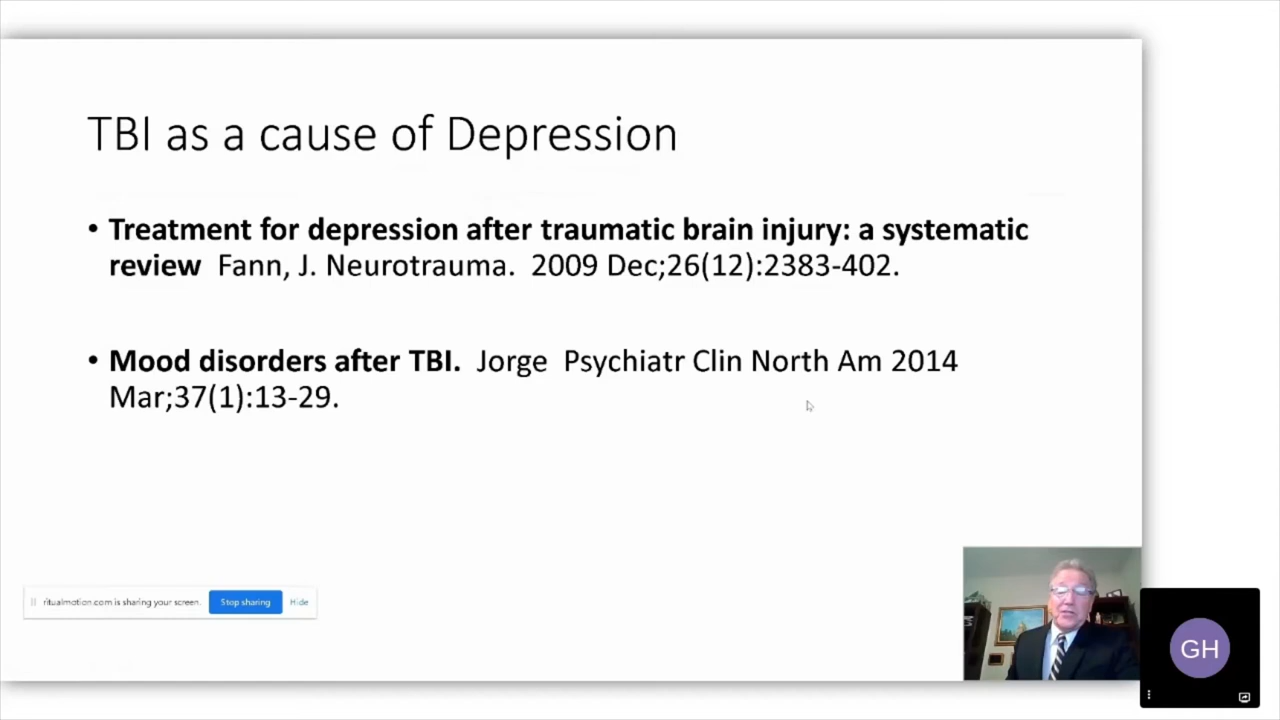 TBI as a cause of Depression
• Treatment for depression after traumatic brain injury: a systematic
review Fann, J. Neurotrauma. 2009 Dec;26(12):2383-402.
• Mood disorders after TBI. Jorge Psychiatr Clin North Am 2014
Mar;37(1):13-29.
ritualmotion.com is sharing your screen. Stop sharing Hide
GH